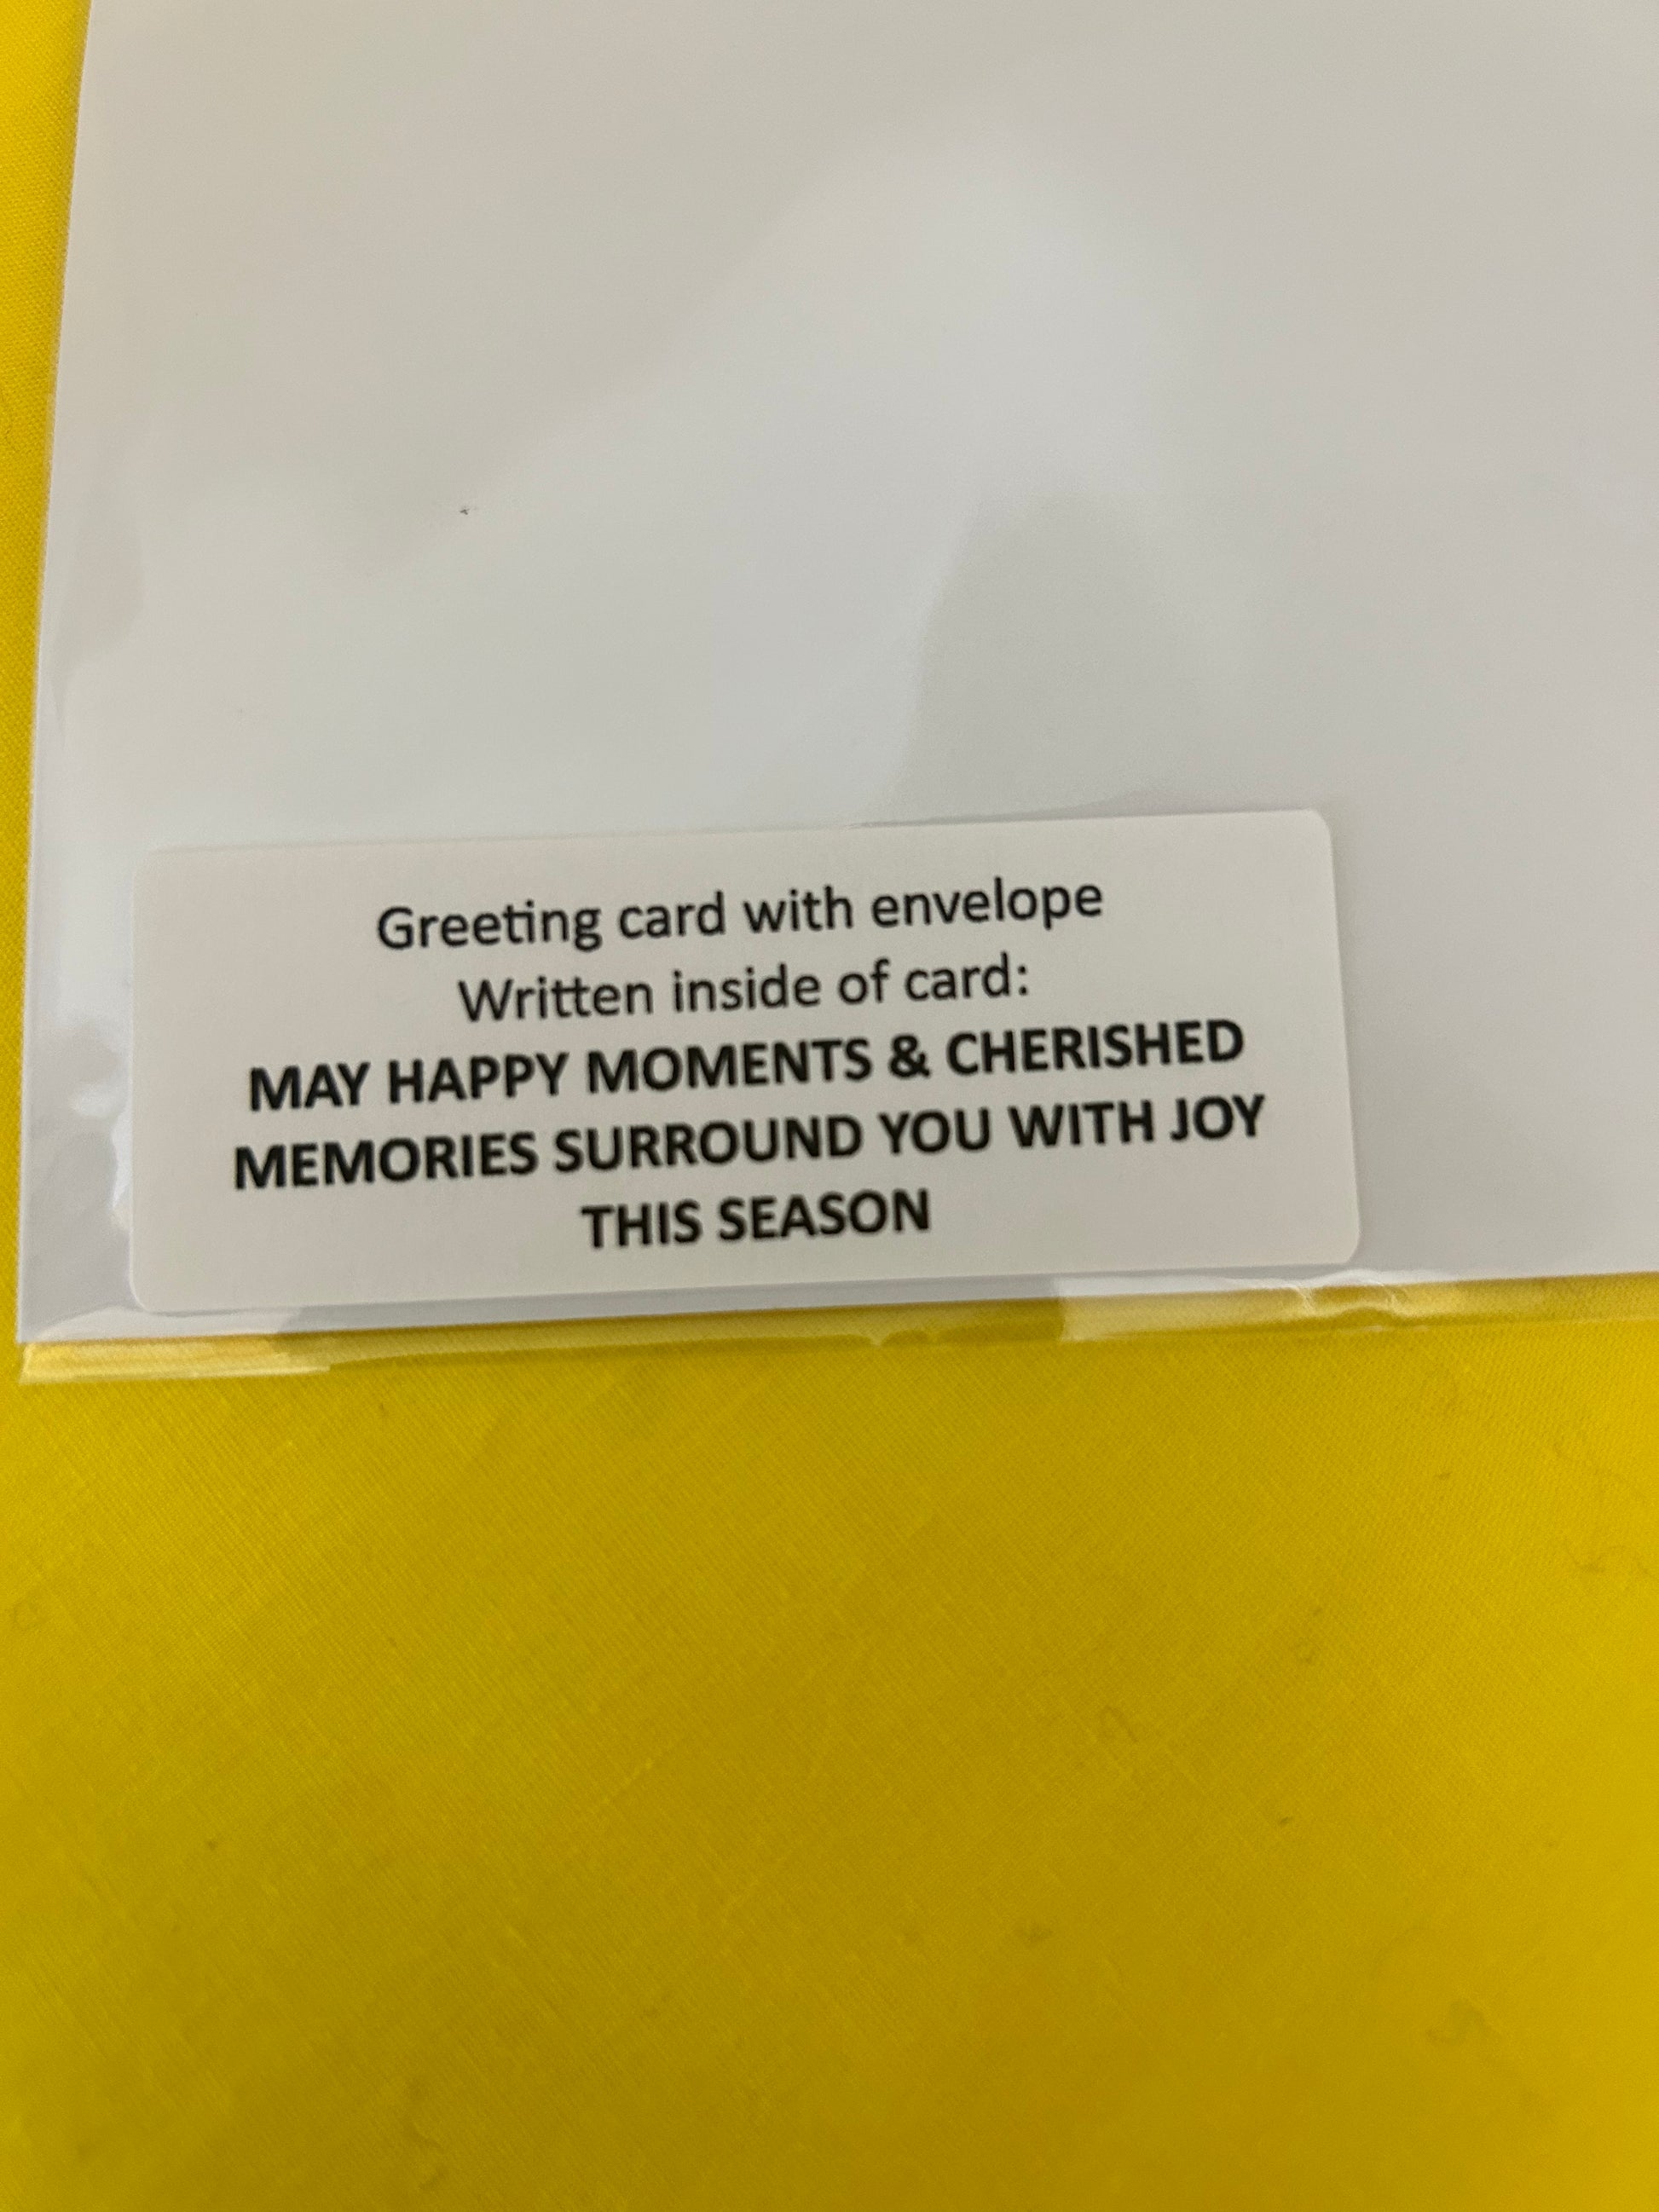 Greeting card with envelope
Written inside of card:
MAY HAPPY MOMENTS & CHERISHED
MEMORIES SURROUND YOU WITH JOY
THIS SEASON